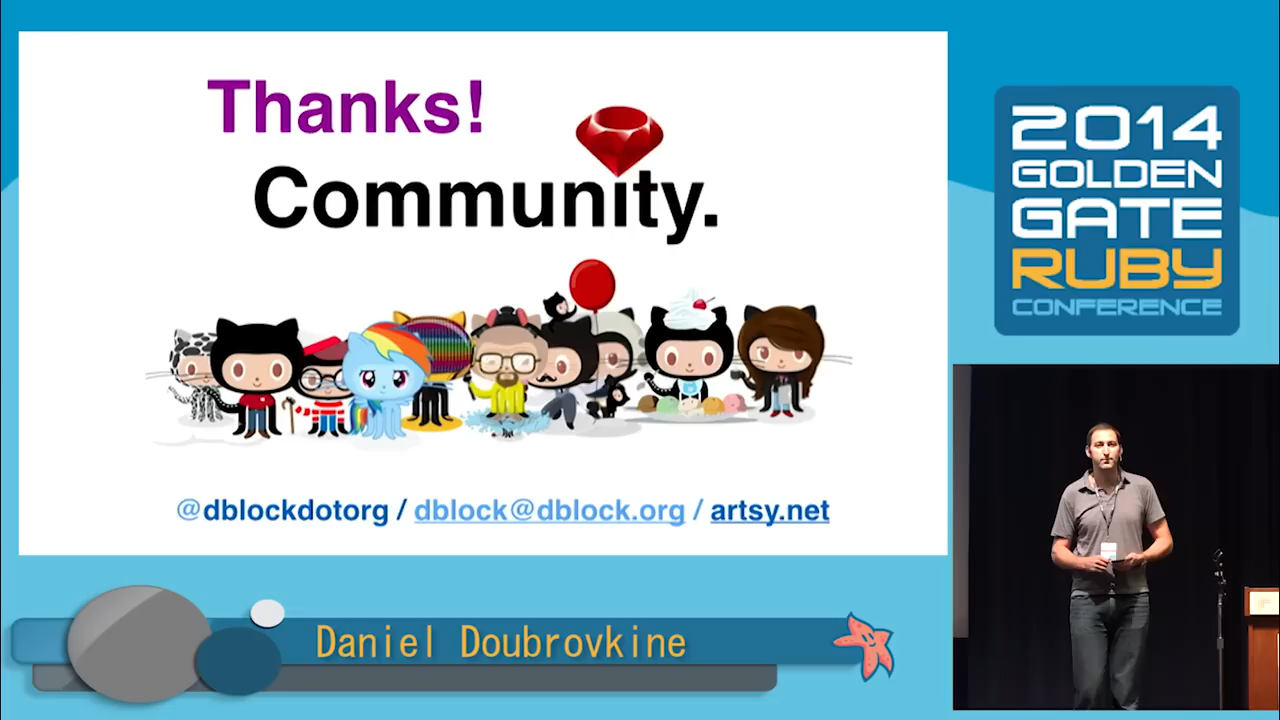 Thanks!
Community.
@dblockdotorg / dblock@dblock.org / artsy.net
2014
GOLDEN
GATE
RUBY
CONFERENCE
Daniel Doubrovkine